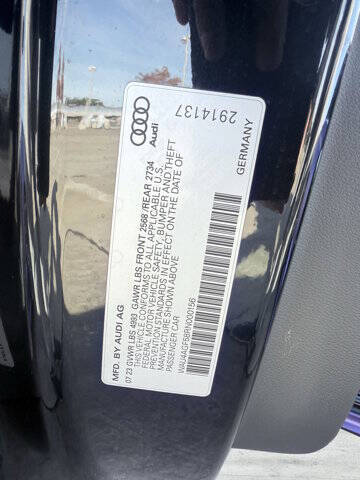 2914137
Audi
GERMANY
MFD. BY AUDI AG
07 23 GVWR LBS 4993 GAWR LBS FRONT 2568 /REAR 2734
THIS VEHICLE CONFORMS TO ALL APPLICABLE U.S.
FEDERAL MOTOR VEHICLE SAFETY, BUMPER AND THEFT
PREVENTION STANDARDS IN EFFECT ON THE DATE OF
MANUFACTURE SHOWN ABOVE
PASSENGER CAR